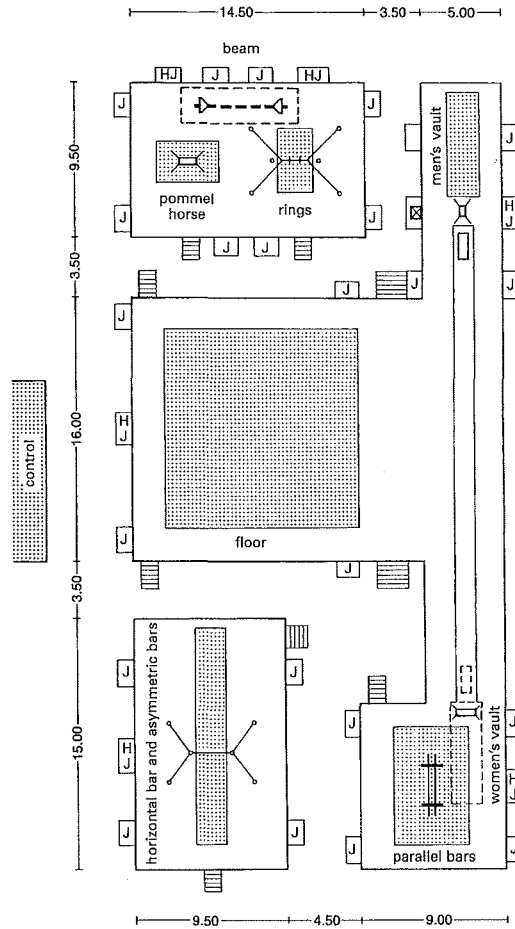 14.50
3.50
5.00
beam
HJ
J
J
HJ
J
J
J
men's vault
9.50
pommel
horse
rings
J
J
H
J
J
J
3.50
J
J
J
J
control
16.00
H
J
J
floor
J
3.50
horizontal bar and asymmetric bars
J
J
J
J
H
J
15.00
women's vault
H
J
J
J
J
J
parallel bars
9.50
4.50
9.00